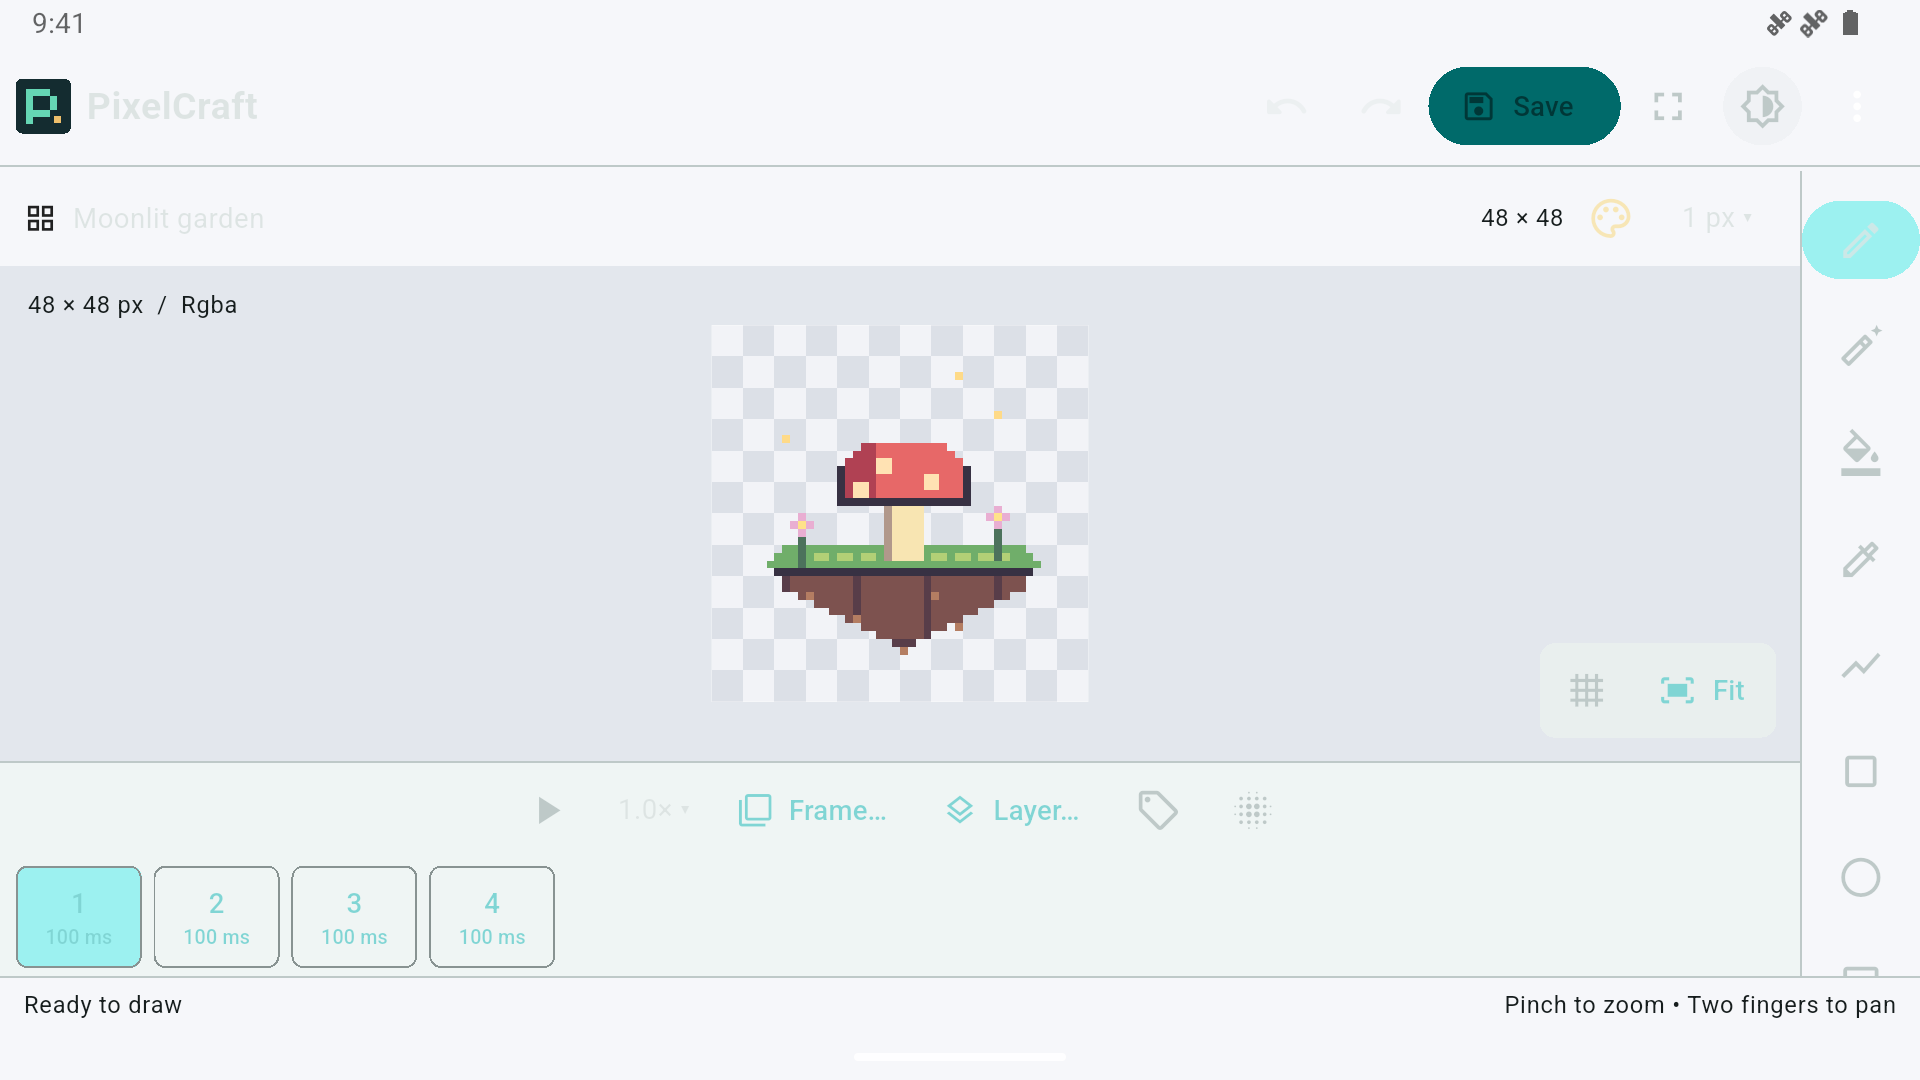 9:41
PixelCraft
Save
Moonlit garden
48 × 48
1 px
48 × 48 px / Rgba
Fit
1.0×
Frame...
Layer...
1
100 ms
2
100 ms
3
100 ms
4
100 ms
Ready to draw
Pinch to zoom • Two fingers to pan